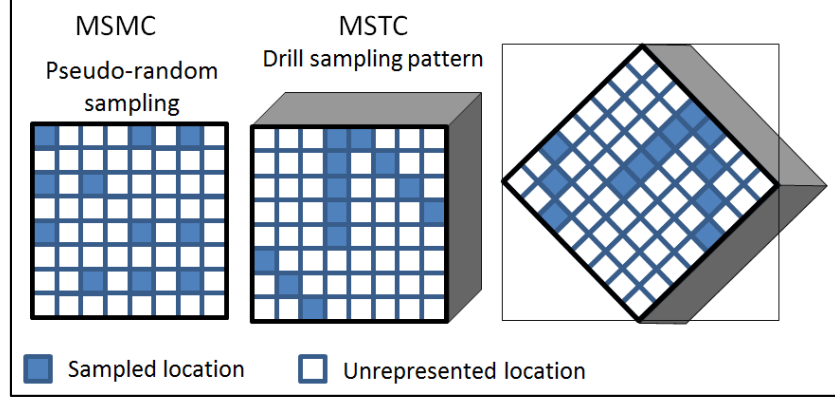 MSMC
Pseudo-random
sampling
MSTC
Drill sampling pattern
Sampled location
Unrepresented location